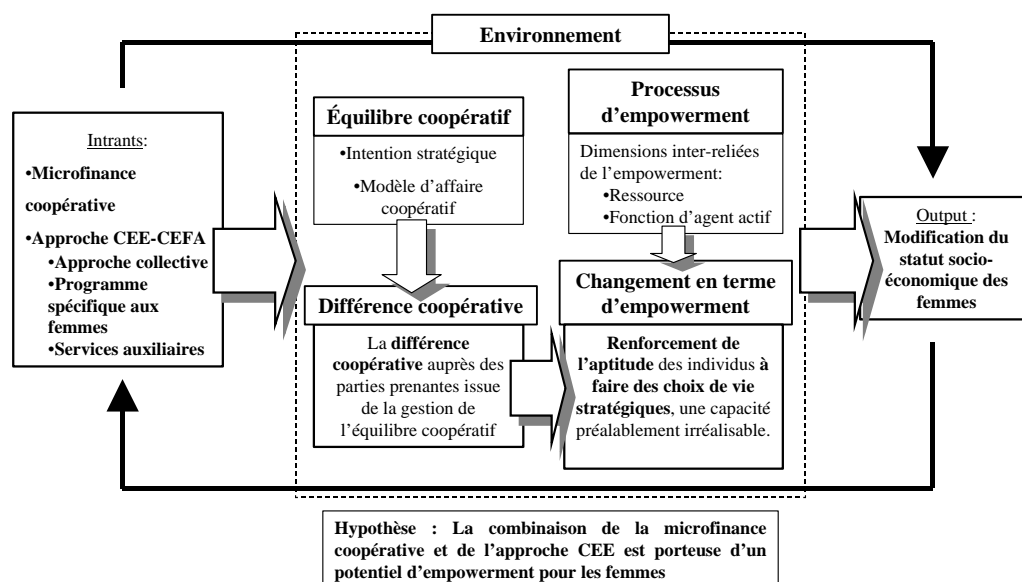 Environnement
Intrants:
•Microfinance
coopérative
•Approche CEE-CEFA
•Approche collective
•Programme
spécifique aux
femmes
•Services auxiliaires
Équilibre coopératif
•Intention stratégique
•Modèle d’affaire
coopératif
Différence coopérative
La différence
coopérative auprès des
parties prenantes issue
de la gestion de
l’équilibre coopératif
Processus
d’empowerment
Dimensions inter-reliées
de l’empowerment:
•Ressource
•Fonction d’agent actif
Changement en terme
d’empowerment
Renforcement de
l’aptitude des individus à
faire des choix de vie
stratégiques, une capacité
préalablement irréalisable.
Output :
Modification du
statut socio-
économique des
femmes
Hypothèse : La combinaison de la microfinance
coopérative et de l’approche CEE est porteuse d’un
potentiel d’empowerment pour les femmes